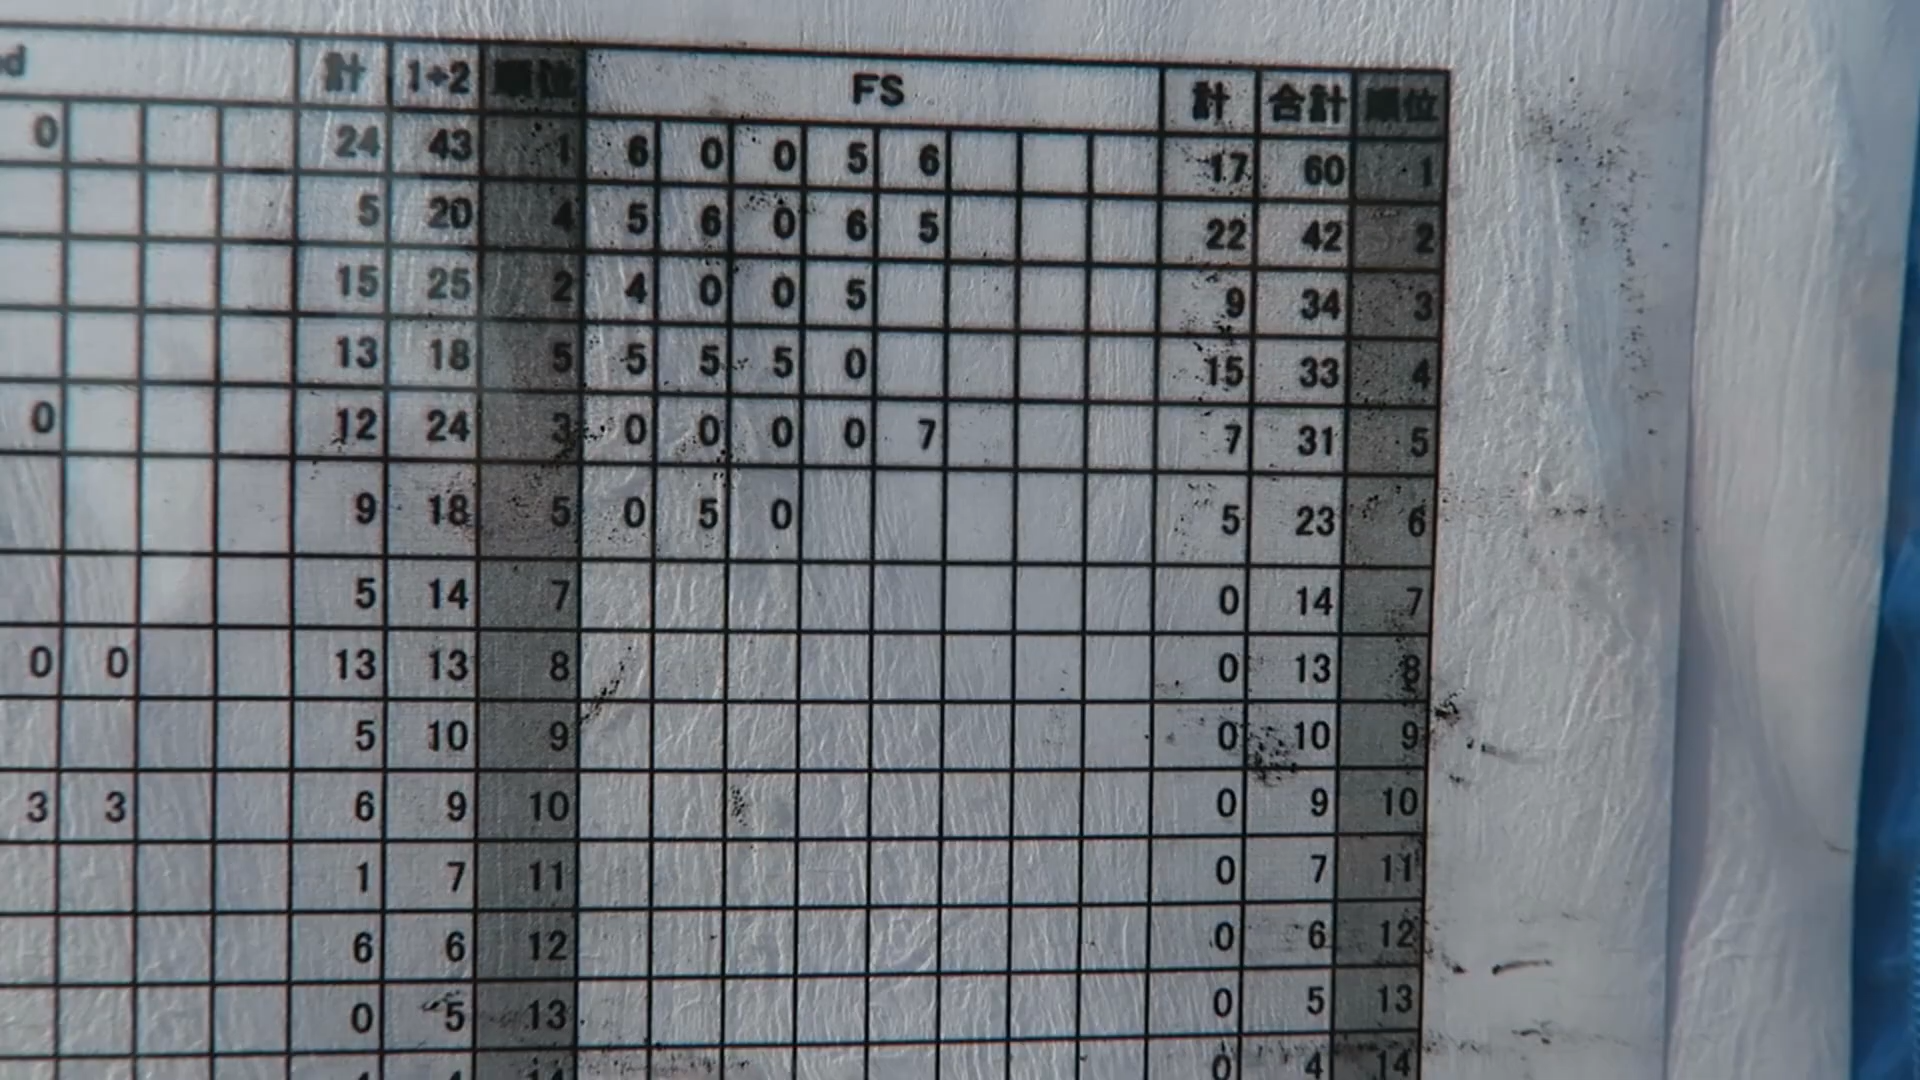 d 計 1+2 順位 FS 計 合計 順位
0 24 43 1 6 0 0 5 6 17 60 1
5 20 4 5 6 0 6 5 22 42 2
15 25 2 4 0 0 5 9 34 3
13 18 5 5 5 5 0 15 33 4
0 12 24 3 0 0 0 0 7 7 31 5
9 18 5 0 5 0 5 23 6
5 14 7 0 14 7
0 0 13 13 8 0 13 8
5 10 9 0 10 9
3 3 6 9 10 0 9 10
1 7 11 0 7 11
6 6 12 0 6 12
0 5 13 0 5 13
4 4 14 0 4 14